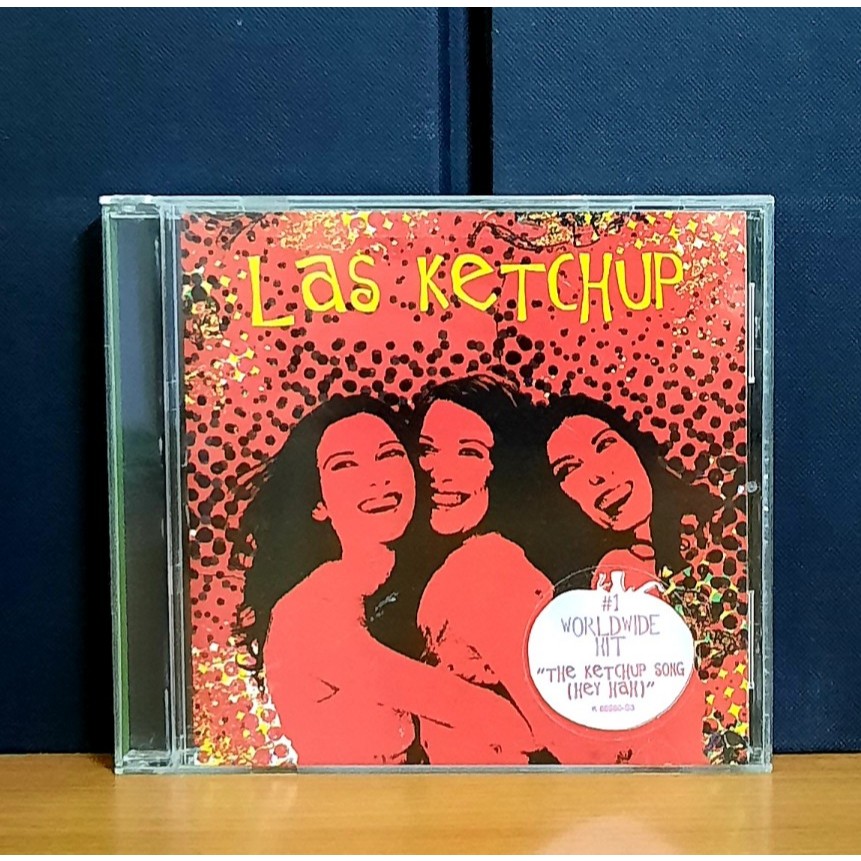 Las Ketchup
#1
WORLDWIDE
HIT
"THE KETCHUP SONG
(HEY HAH)"